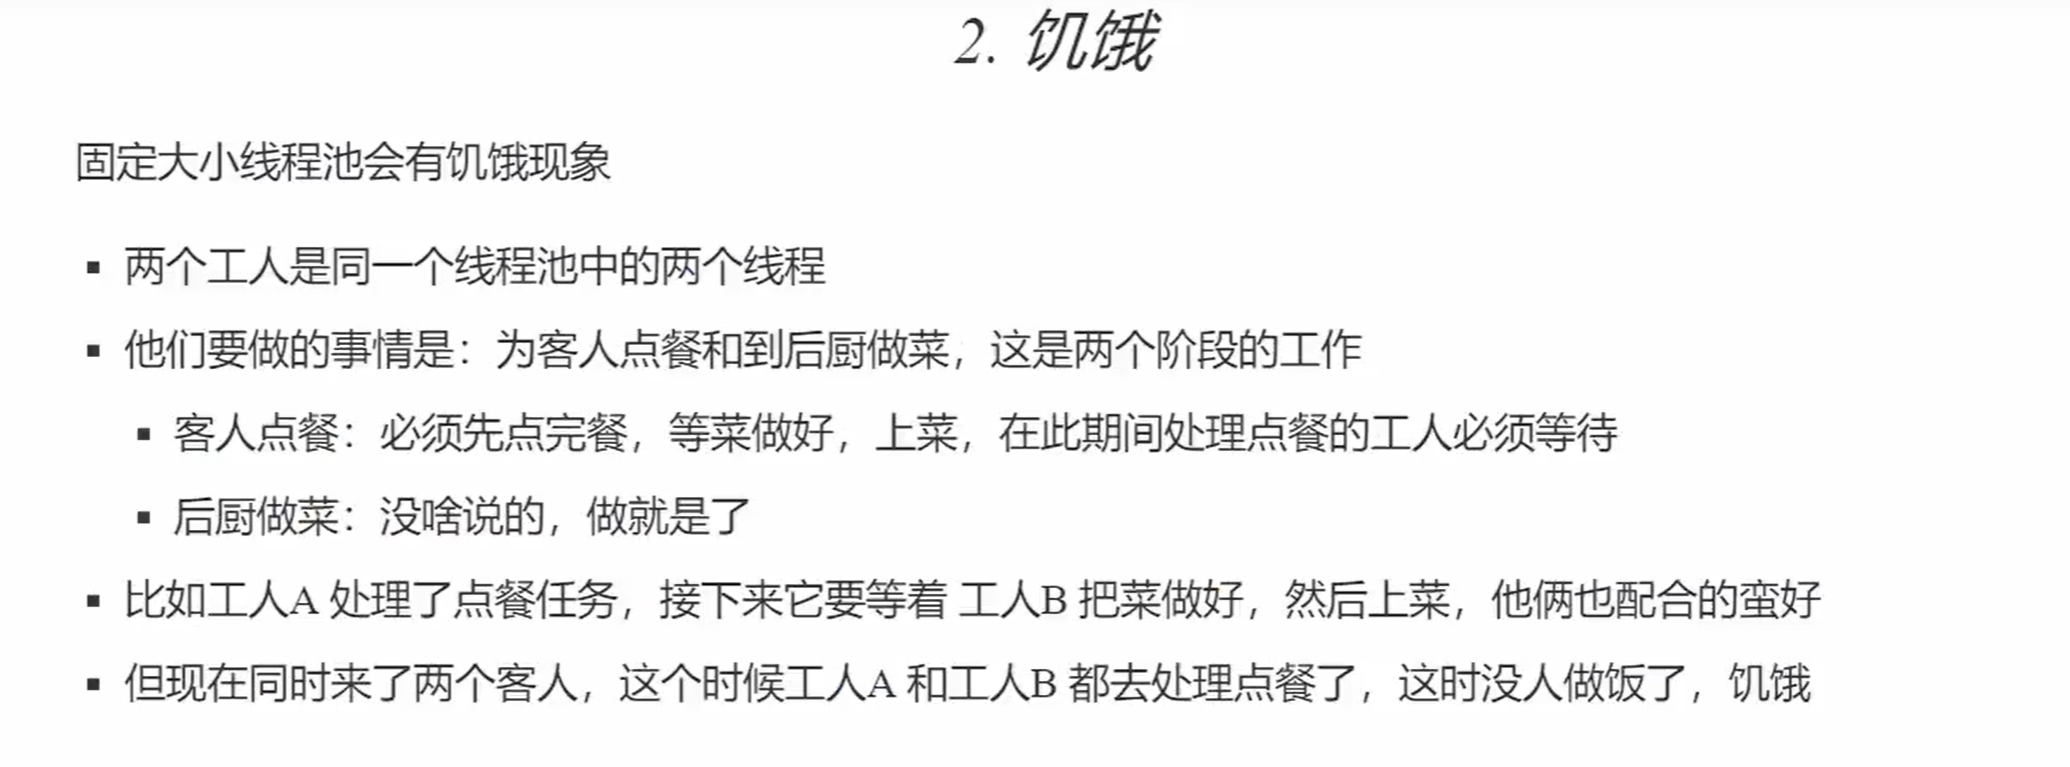 2. 饥饿
固定大小线程池会有饥饿现象
▪ 两个工人是同一个线程池中的两个线程
▪ 他们要做的事情是：为客人点餐和到后厨做菜，这是两个阶段的工作
▪ 客人点餐：必须先点完餐，等菜做好，上菜，在此期间处理点餐的工人必须等待
▪ 后厨做菜：没啥说的，做就是了
▪ 比如工人A 处理了点餐任务，接下来它要等着 工人B 把菜做好，然后上菜，他俩也配合的蛮好
▪ 但现在同时来了两个客人，这个时候工人A 和工人B 都去处理点餐了，这时没人做饭了，饥饿